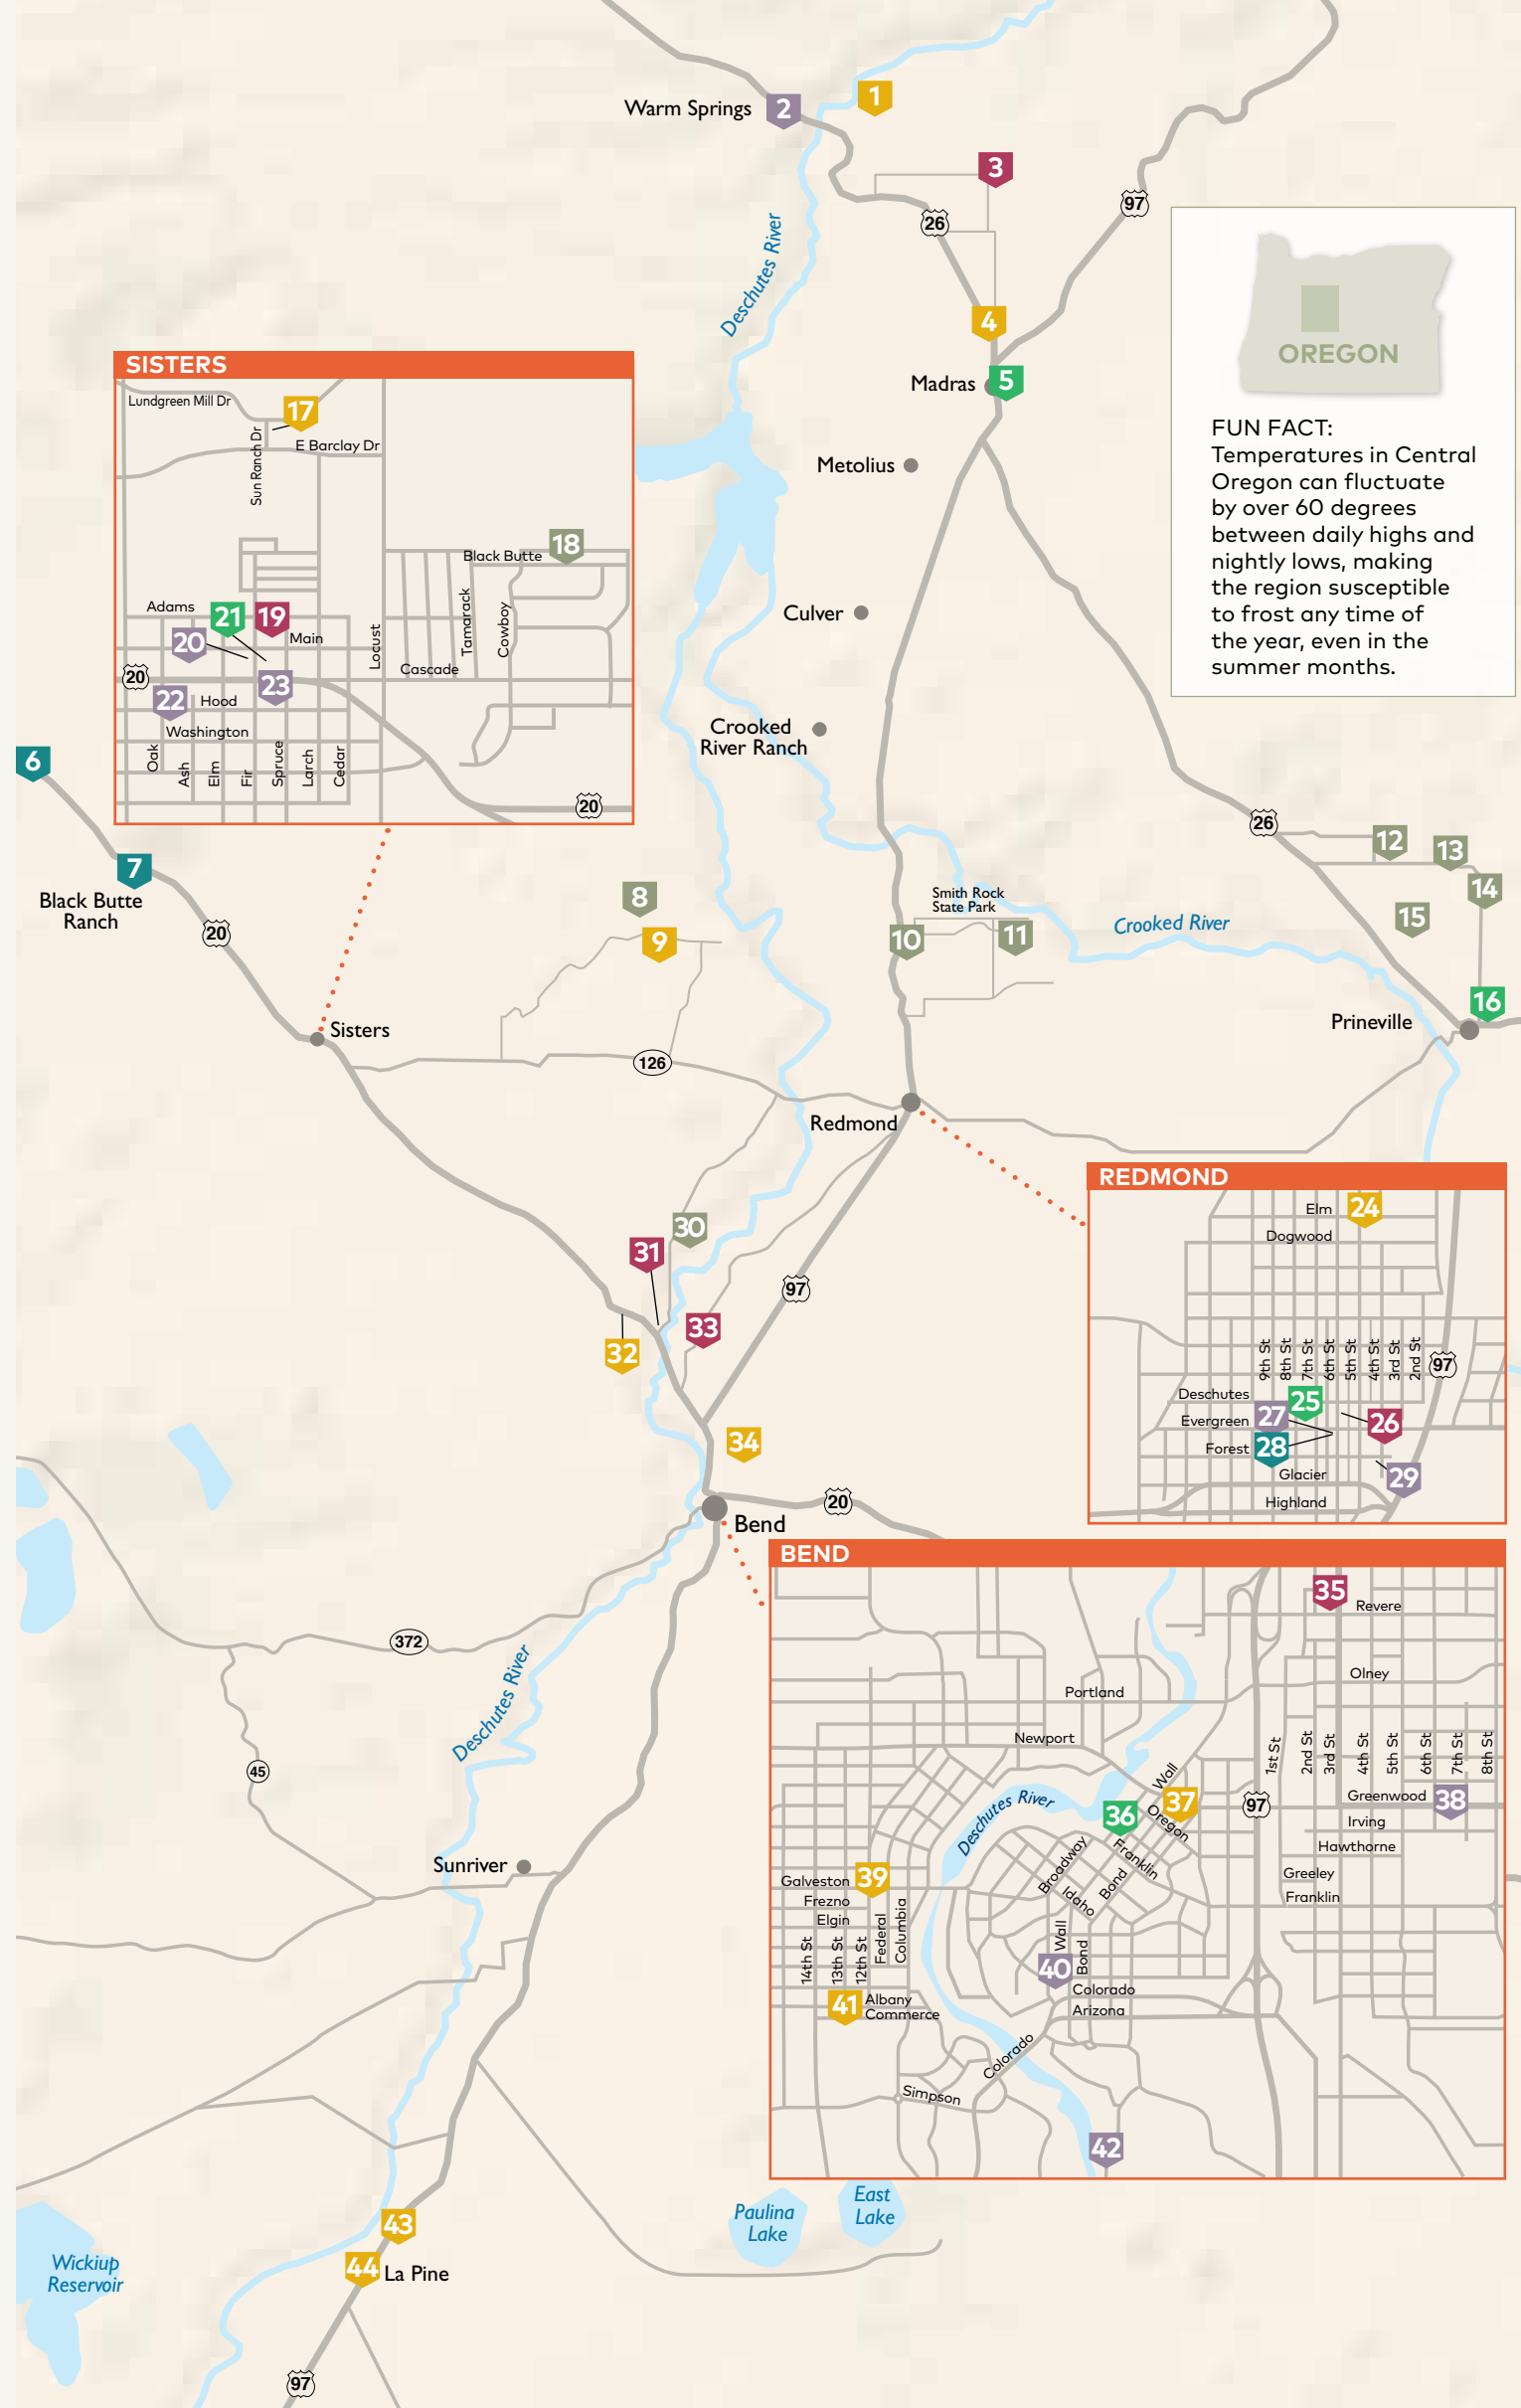 Warm Springs
2
1
3
26
97
Deschutes River
4
Madras
5
OREGON
FUN FACT:
Temperatures in Central
Oregon can fluctuate
by over 60 degrees
between daily highs and
nightly lows, making
the region susceptible
to frost any time of
the year, even in the
summer months.
Metolius
Culver
Crooked
River Ranch
SISTERS
Lundgreen Mill Dr
17
Sun Ranch Dr
E Barclay Dr
18
Black Butte
Adams
21
19
20
Main
Locust
Tamarack
Cowboy
Cascade
20
23
22
Hood
Washington
Oak
Ash
Elm
Fir
Spruce
Larch
Cedar
20
6
7
Black Butte
Ranch
20
8
9
Smith Rock
State Park
10
11
Crooked River
26
12
13
14
15
16
Prineville
Sisters
126
Redmond
REDMOND
Elm
24
Dogwood
9th St
8th St
7th St
6th St
5th St
4th St
3rd St
2nd St
97
Deschutes
25
Evergreen
27
26
Forest
28
Glacier
29
Highland
30
31
32
33
97
34
20
Bend
BEND
35
Revere
Olney
Portland
Newport
1st St
2nd St
3rd St
4th St
5th St
6th St
7th St
8th St
Wall
Deschutes River
36
37
Oregon
97
Greenwood
38
Irving
Hawthorne
Franklin
Broadway
Bond
Idaho
Greeley
Franklin
Galveston
39
Frezno
Elgin
14th St
13th St
12th St
Federal
Columbia
Wall
Bond
40
Colorado
Arizona
41
Albany
Commerce
Colorado
Simpson
42
372
Deschutes River
45
Sunriver
Paulina
Lake
East
Lake
43
44
La Pine
Wickiup
Reservoir
97